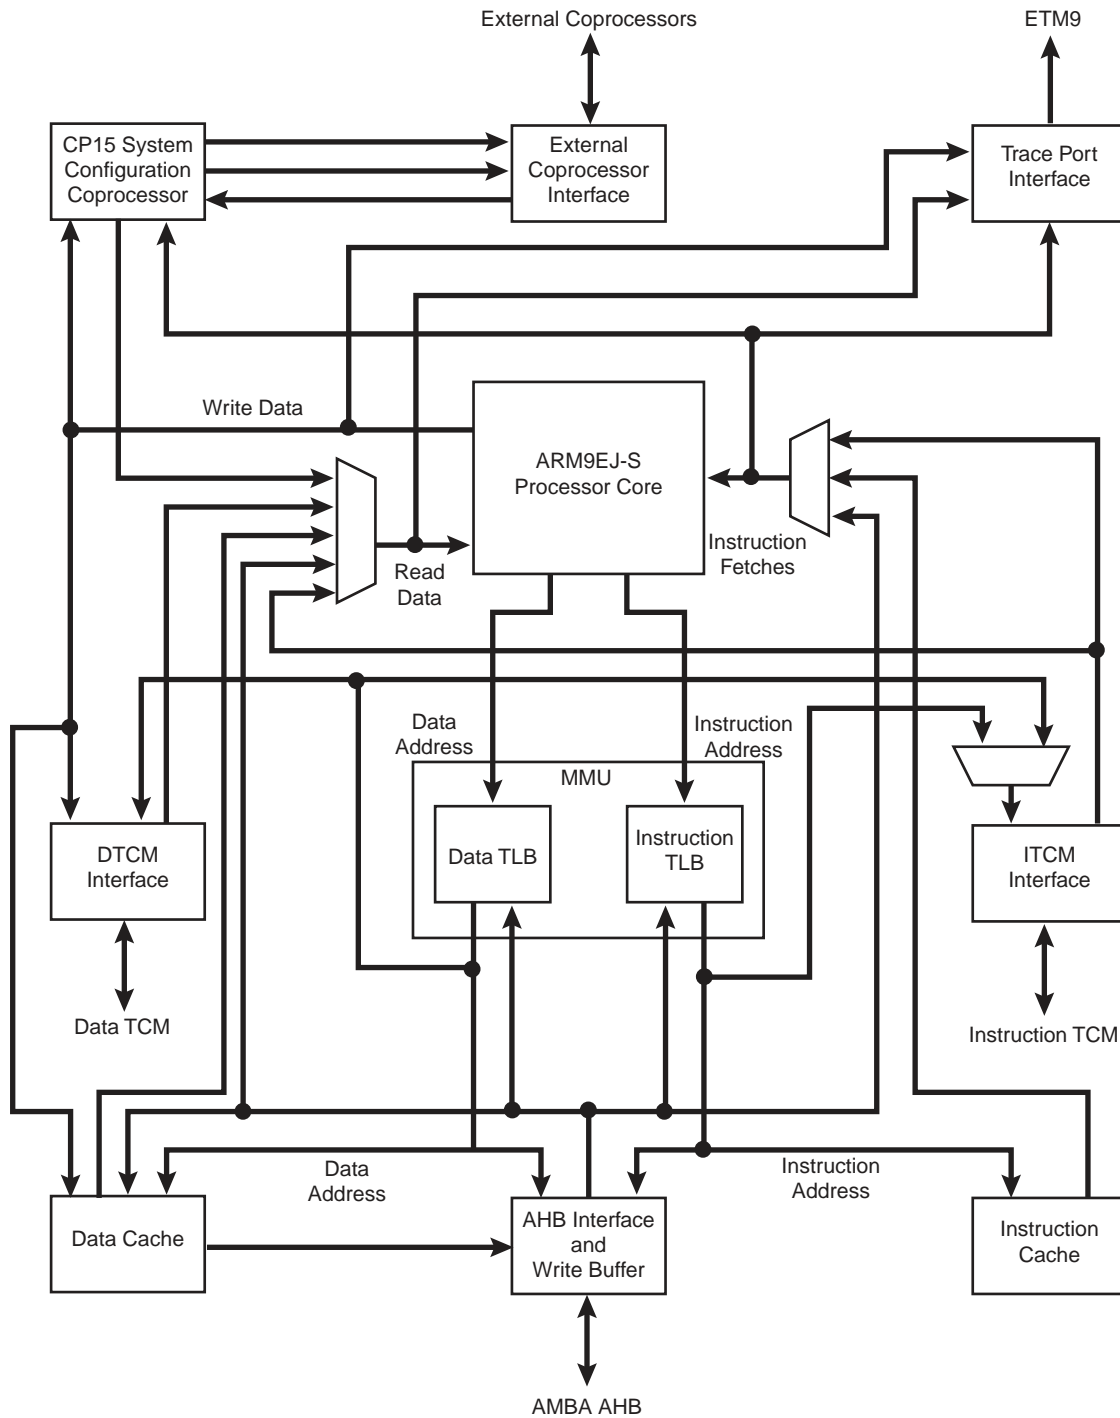 External Coprocessors
ETM9
CP15 System
Configuration
Coprocessor
External
Coprocessor
Interface
Trace Port
Interface
Write Data
ARM9EJ-S
Processor Core
Instruction
Fetches
Read
Data
Data
Address
Instruction
Address
MMU
DTCM
Interface
Data TLB
Instruction
TLB
ITCM
Interface
Data TCM
Instruction TCM
Data
Address
Instruction
Address
Data Cache
AHB Interface
and
Write Buffer
Instruction
Cache
AMBA AHB